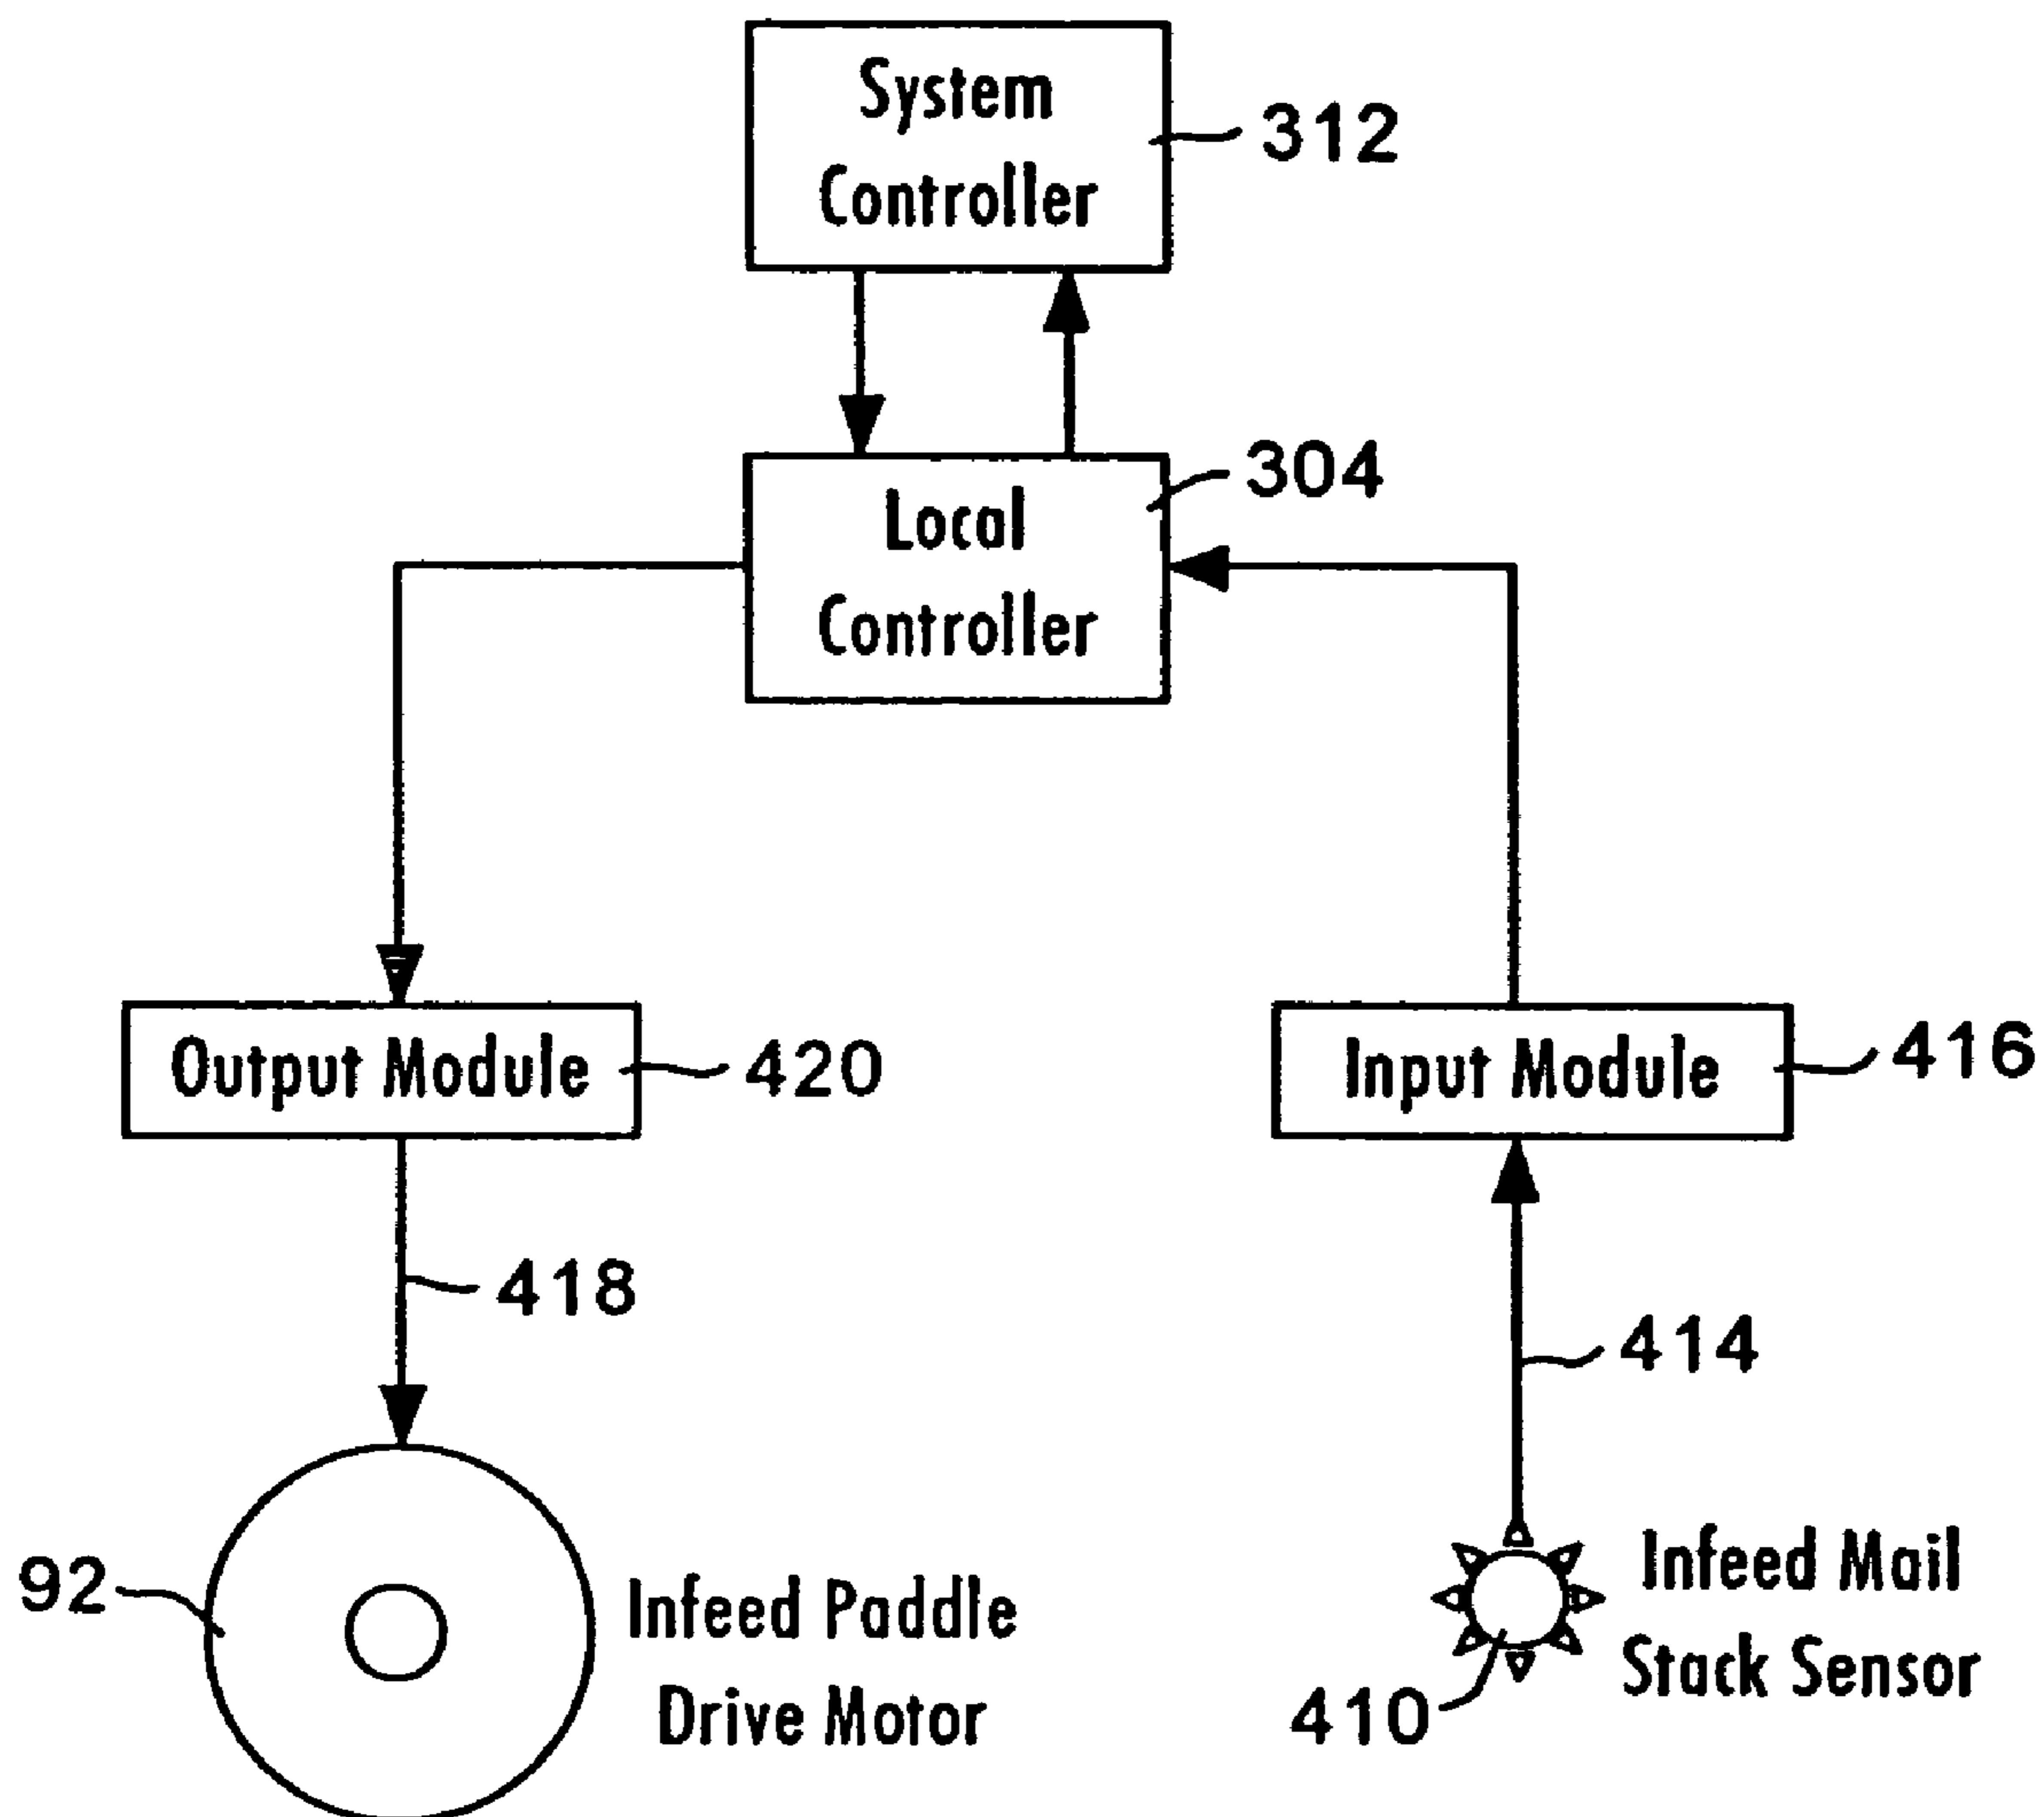 System
Controller
312
Local
Controller
304
Output Module
420
Input Module
416
418
414
92
Infeed Paddle
Drive Motor
Infeed Mail
Stack Sensor
410